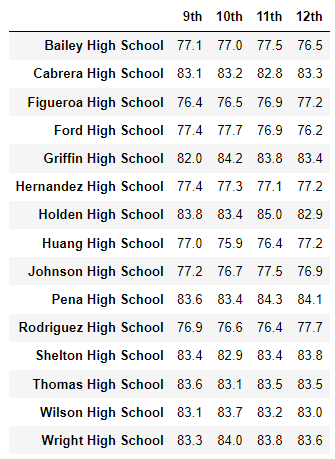 9th 10th 11th 12th
Bailey High School 77.1 77.0 77.5 76.5
Cabrera High School 83.1 83.2 82.8 83.3
Figueroa High School 76.4 76.5 76.9 77.2
Ford High School 77.4 77.7 76.9 76.2
Griffin High School 82.0 84.2 83.8 83.4
Hernandez High School 77.4 77.3 77.1 77.2
Holden High School 83.8 83.4 85.0 82.9
Huang High School 77.0 75.9 76.4 77.2
Johnson High School 77.2 76.7 77.5 76.9
Pena High School 83.6 83.4 84.3 84.1
Rodriguez High School 76.9 76.6 76.4 77.7
Shelton High School 83.4 82.9 83.4 83.8
Thomas High School 83.6 83.1 83.5 83.5
Wilson High School 83.1 83.7 83.2 83.0
Wright High School 83.3 84.0 83.8 83.6